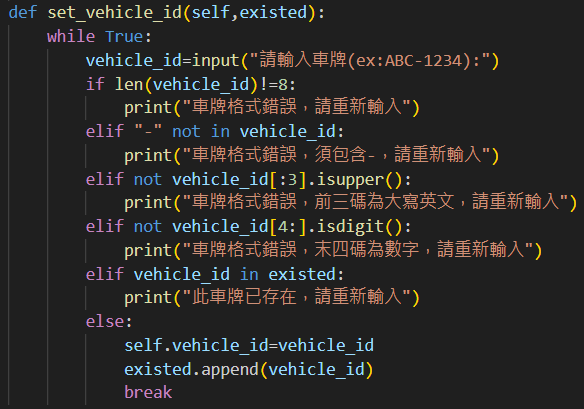 def set_vehicle_id(self,existed):
    while True:
        vehicle_id=input("請輸入車牌(ex:ABC-1234):")
        if len(vehicle_id)!=8:
            print("車牌格式錯誤，請重新輸入")
        elif "-" not in vehicle_id:
            print("車牌格式錯誤，須包含-，請重新輸入")
        elif not vehicle_id[:3].isupper():
            print("車牌格式錯誤，前三碼為大寫英文，請重新輸入")
        elif not vehicle_id[4:].isdigit():
            print("車牌格式錯誤，末四碼為數字，請重新輸入")
        elif vehicle_id in existed:
            print("此車牌已存在，請重新輸入")
        else:
            self.vehicle_id=vehicle_id
            existed.append(vehicle_id)
            break